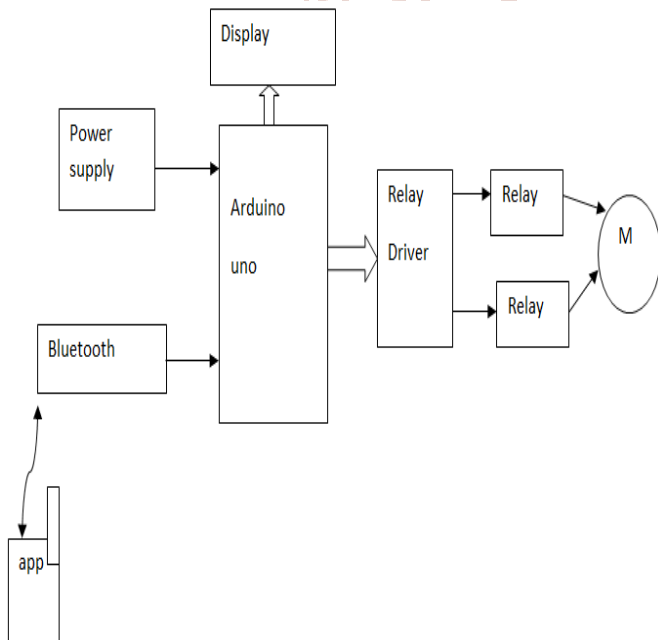 Display
Power
supply
Arduino
uno
Relay
Driver
Relay
Relay
M
Bluetooth
app